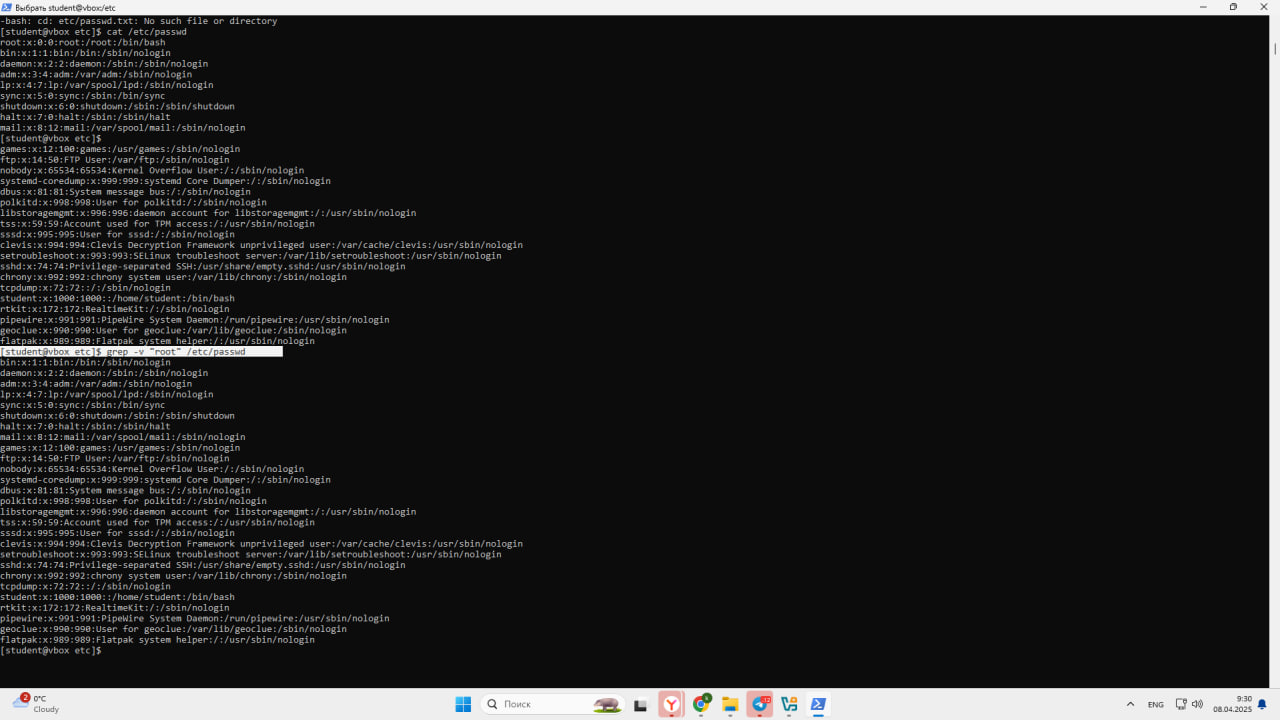 Выбрать student@vbox:/etc
-bash: cd: etc/passwd.txt: No such file or directory
[student@vbox etc]$ cat /etc/passwd
root:x:0:0:root:/root:/bin/bash
bin:x:1:1:bin:/bin:/sbin/nologin
daemon:x:2:2:daemon:/sbin:/sbin/nologin
adm:x:3:4:adm:/var/adm:/sbin/nologin
lp:x:4:7:lp:/var/spool/lpd:/sbin/nologin
sync:x:5:0:sync:/sbin:/bin/sync
shutdown:x:6:0:shutdown:/sbin:/sbin/shutdown
halt:x:7:0:halt:/sbin:/sbin/halt
mail:x:8:12:mail:/var/spool/mail:/sbin/nologin
[student@vbox etc]$
games:x:12:100:games:/usr/games:/sbin/nologin
ftp:x:14:50:FTP User:/var/ftp:/sbin/nologin
nobody:x:65534:65534:Kernel Overflow User:/:/sbin/nologin
systemd-coredump:x:999:999:systemd Core Dumper:/:/sbin/nologin
dbus:x:81:81:System message bus:/:/sbin/nologin
polkitd:x:998:998:User for polkitd:/:/sbin/nologin
libstoragemgmt:x:996:996:daemon account for libstoragemgmt:/:/usr/sbin/nologin
tss:x:59:59:Account used for TPM access:/:/usr/sbin/nologin
sssd:x:995:995:User for sssd:/:/sbin/nologin
clevis:x:994:994:Clevis Decryption Framework unprivileged user:/var/cache/clevis:/usr/sbin/nologin
setroubleshoot:x:993:993:SELinux troubleshoot server:/var/lib/setroubleshoot:/usr/sbin/nologin
sshd:x:74:74:Privilege-separated SSH:/usr/share/empty.sshd:/usr/sbin/nologin
chrony:x:992:992:chrony system user:/var/lib/chrony:/sbin/nologin
tcpdump:x:72:72::/:/sbin/nologin
student:x:1000:1000::/home/student:/bin/bash
rtkit:x:172:172:RealtimeKit:/:/sbin/nologin
pipewire:x:991:991:PipeWire System Daemon:/run/pipewire:/usr/sbin/nologin
geoclue:x:990:990:User for geoclue:/var/lib/geoclue:/sbin/nologin
flatpak:x:989:989:Flatpak system helper:/:/usr/sbin/nologin
[student@vbox etc]$ grep -v "root" /etc/passwd
bin:x:1:1:bin:/bin:/sbin/nologin
daemon:x:2:2:daemon:/sbin:/sbin/nologin
adm:x:3:4:adm:/var/adm:/sbin/nologin
lp:x:4:7:lp:/var/spool/lpd:/sbin/nologin
sync:x:5:0:sync:/sbin:/bin/sync
shutdown:x:6:0:shutdown:/sbin:/sbin/shutdown
halt:x:7:0:halt:/sbin:/sbin/halt
mail:x:8:12:mail:/var/spool/mail:/sbin/nologin
games:x:12:100:games:/usr/games:/sbin/nologin
ftp:x:14:50:FTP User:/var/ftp:/sbin/nologin
nobody:x:65534:65534:Kernel Overflow User:/:/sbin/nologin
systemd-coredump:x:999:999:systemd Core Dumper:/:/sbin/nologin
dbus:x:81:81:System message bus:/:/sbin/nologin
polkitd:x:998:998:User for polkitd:/:/sbin/nologin
libstoragemgmt:x:996:996:daemon account for libstoragemgmt:/:/usr/sbin/nologin
tss:x:59:59:Account used for TPM access:/:/usr/sbin/nologin
sssd:x:995:995:User for sssd:/:/sbin/nologin
clevis:x:994:994:Clevis Decryption Framework unprivileged user:/var/cache/clevis:/usr/sbin/nologin
setroubleshoot:x:993:993:SELinux troubleshoot server:/var/lib/setroubleshoot:/usr/sbin/nologin
sshd:x:74:74:Privilege-separated SSH:/usr/share/empty.sshd:/usr/sbin/nologin
chrony:x:992:992:chrony system user:/var/lib/chrony:/sbin/nologin
tcpdump:x:72:72::/:/sbin/nologin
student:x:1000:1000::/home/student:/bin/bash
rtkit:x:172:172:RealtimeKit:/:/sbin/nologin
pipewire:x:991:991:PipeWire System Daemon:/run/pipewire:/usr/sbin/nologin
geoclue:x:990:990:User for geoclue:/var/lib/geoclue:/sbin/nologin
flatpak:x:989:989:Flatpak system helper:/:/usr/sbin/nologin
[student@vbox etc]$
2
0°C
Cloudy
Поиск
ENG
9:30
08.04.2025